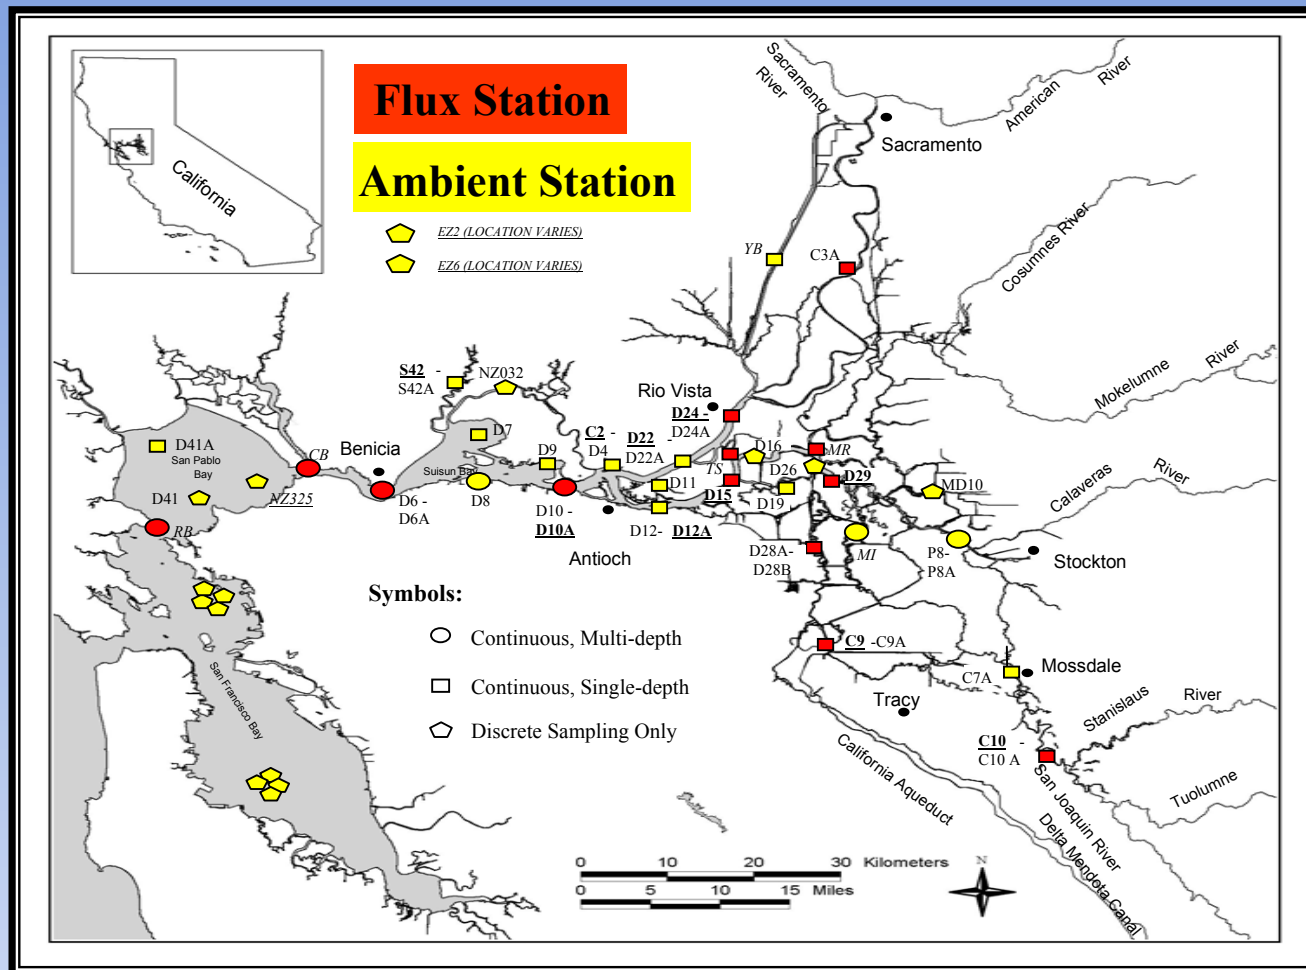 Flux Station
Ambient Station
EZ2 (LOCATION VARIES)
EZ6 (LOCATION VARIES)
California
Sacramento
River
American
River
Sacramento
YB
C3A
Cosumnes River
Mokelumne
River
S42 -
S42A
NZ032
Rio Vista
D24 -
D24A
D41A
San Pablo
Bay
CB
Benicia
D7
Suisun Bay
D9
C2 -
D4
D22 -
D22A
D16
MR
TS
D26
D41
NZ325
D6 -
D6A
D8
D11
D15
D19
D29
MD10
Calaveras
River
RB
D10 -
D10A
D12- D12A
Antioch
D28A-
D28B
MI
P8-
P8A
Stockton
Symbols:
Continuous, Multi-depth
Continuous, Single-depth
Discrete Sampling Only
San Francisco Bay
C9 -C9A
C7A
Mossdale
Tracy
Stanislaus
River
C10 -
C10 A
Tuolumne
California Aqueduct
San Joaquin River
Delta Mendota Canal
0 10 20 30 Kilometers
0 5 10 15 Miles
N